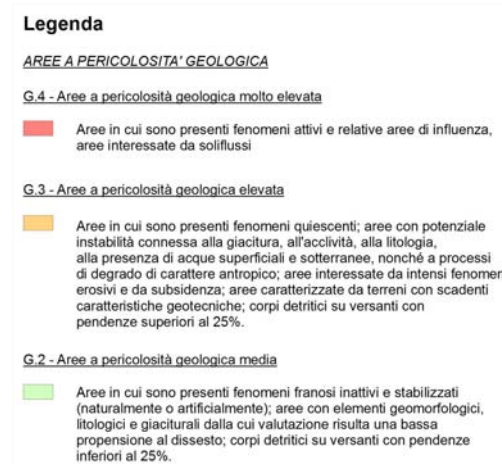 Legenda
AREE A PERICOLOSITA' GEOLOGICA
G.4 - Aree a pericolosità geologica molto elevata
Aree in cui sono presenti fenomeni attivi e relative aree di influenza,
aree interessate da soliflussi
G.3 - Aree a pericolosità geologica elevata
Aree in cui sono presenti fenomeni quiescenti; aree con potenziale
instabilità connessa alla giacitura, all'acclività, alla litologia,
alla presenza di acque superficiali e sotterranee, nonché a processi
di degrado di carattere antropico; aree interessate da intensi fenomen
erosivi e da subsidenza; aree caratterizzate da terreni con scadenti
caratteristiche geotecniche; corpi detritici su versanti con
pendenze superiori al 25%.
G.2 - Aree a pericolosità geologica media
Aree in cui sono presenti fenomeni franosi inattivi e stabilizzati
(naturalmente o artificialmente); aree con elementi geomorfologici,
litologici e giaciturali dalla cui valutazione risulta una bassa
propensione al dissesto; corpi detritici su versanti con pendenze
inferiori al 25%.